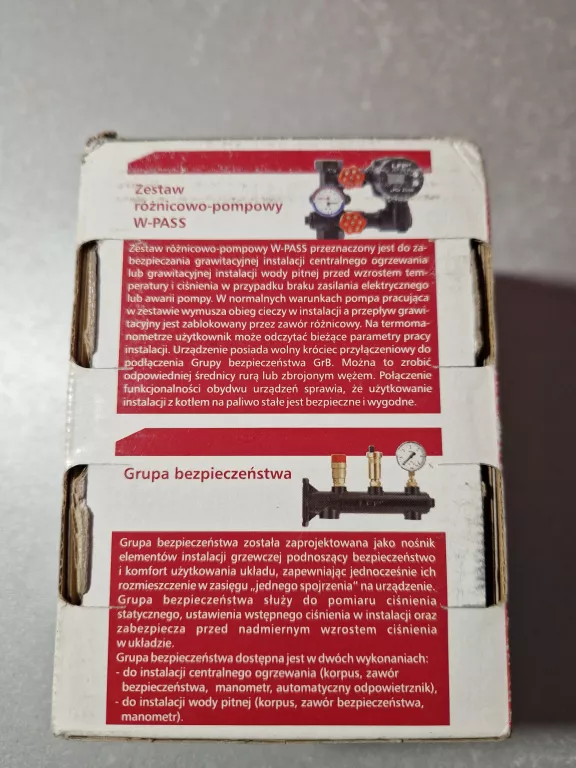 Zestaw
różnicowo-pompowy
W-PASS
Zestaw różnicowo-pompowy W-PASS przeznaczony jest do za-
bezpieczania grawitacyjnej instalacji centralnego ogrzewania
lub grawitacyjnej instalacji wody pitnej przed wzrostem tem-
peratury i ciśnienia w przypadku braku zasilania elektrycznego
lub awarii pompy. W normalnych warunkach pompa pracująca
w zestawie wymusza obieg cieczy w instalacji a przepływ grawi-
tacyjny jest zablokowany przez zawór różnicowy. Na termoma-
nometrze użytkownik może odczytać bieżące parametry pracy
instalacji. Urządzenie posiada wolny króciec przyłączeniowy do
podłączenia Grupy bezpieczeństwa GrB. Można to zrobić
odpowiedniej średnicy rurą lub zbrojonym wężem. Połączenie
funkcjonalności obydwu urządzeń sprawia, że użytkowanie
instalacji z kotłem na paliwo stałe jest bezpieczne i wygodne.
Grupa bezpieczeństwa
Grupa bezpieczeństwa została zaprojektowana jako nośnik
elementów instalacji grzewczej podnoszący bezpieczeństwo
i komfort użytkowania układu, zapewniając jednocześnie ich
rozmieszczenie w zasięgu „jednego spojrzenia” na urządzenie.
Grupa bezpieczeństwa służy do pomiaru ciśnienia
statycznego, ustawienia wstępnego ciśnienia w instalacji oraz
zabezpiecza przed nadmiernym wzrostem ciśnienia
w układzie.
Grupa bezpieczeństwa dostępna jest w dwóch wykonaniach:
- do instalacji centralnego ogrzewania (korpus, zawór
bezpieczeństwa, manometr, automatyczny odpowietrznik),
- do instalacji wody pitnej (korpus, zawór bezpieczeństwa,
manometr).